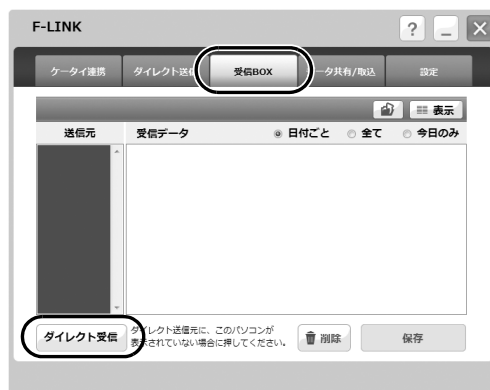 F-LINK
?
ケータイ連携 ダイレクト送信 受信BOX データ共有/取込 設定
表示
送信元 受信データ 日付ごと 全て 今日のみ
ダイレクト受信
ダイレクト送信元に、このパソコンが
表示されていない場合に押してください。
削除 保存